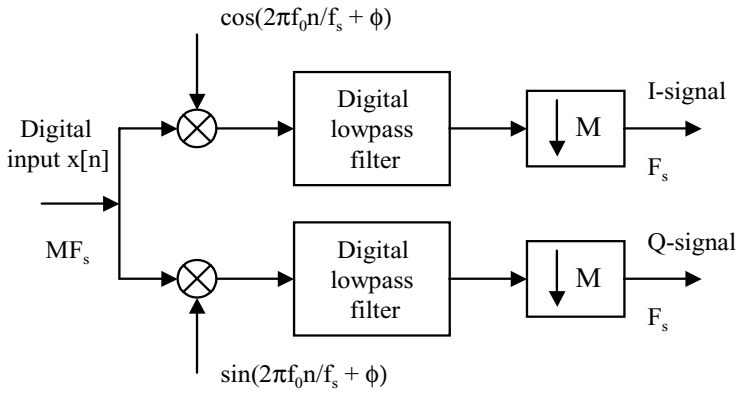 cos(2πf₀n/fₛ + ϕ)
Digital
input x[n]
MFₛ
Digital
lowpass
filter
M
I-signal
Fₛ
Digital
lowpass
filter
M
Q-signal
Fₛ
sin(2πf₀n/fₛ + ϕ)